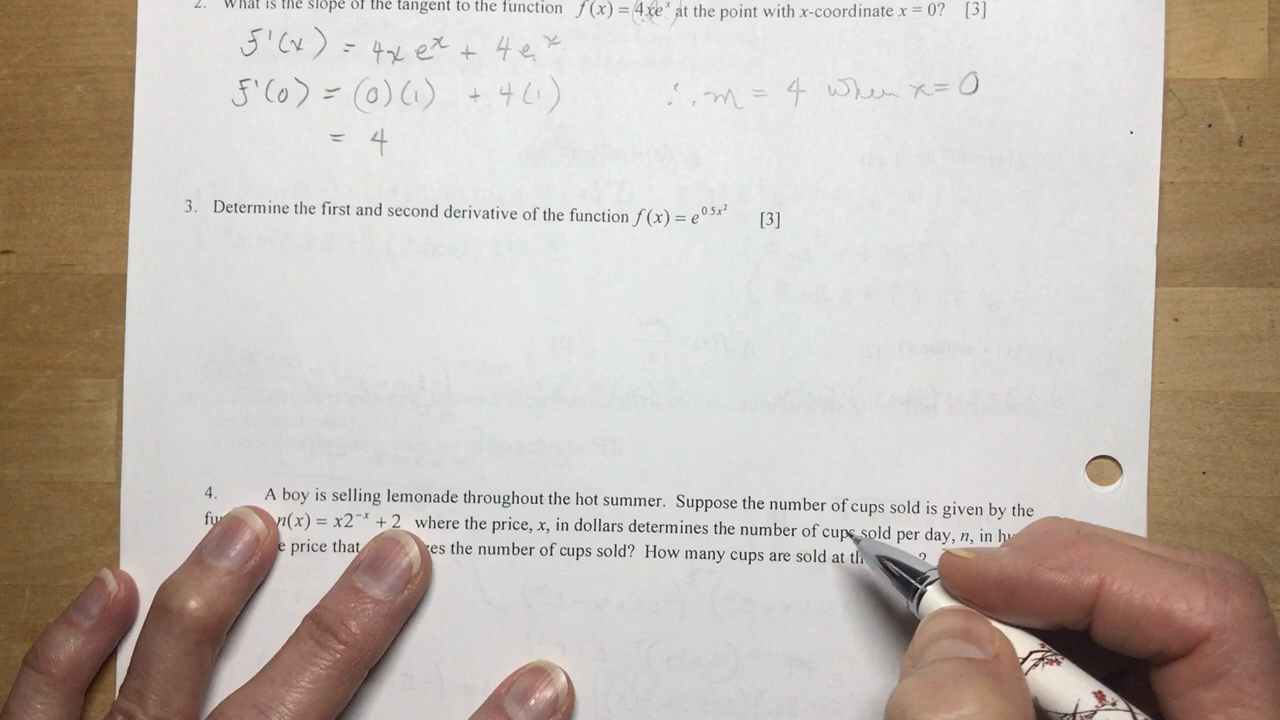 2. What is the slope of the tangent to the function f(x) = 4xeˣ at the point with x-coordinate x = 0? [3]
f'(x) = 4x eˣ + 4eˣ
f'(0) = (0)(1) + 4(1) ∴ m = 4 when x=0
= 4
3. Determine the first and second derivative of the function f(x) = e^{0.5x²} [3]
4. A boy is selling lemonade throughout the hot summer. Suppose the number of cups sold is given by the
n(x) = x2⁻ˣ + 2 where the price, x, in dollars determines the number of cups sold per day, n, in
price that the number of cups sold? How many cups are sold at